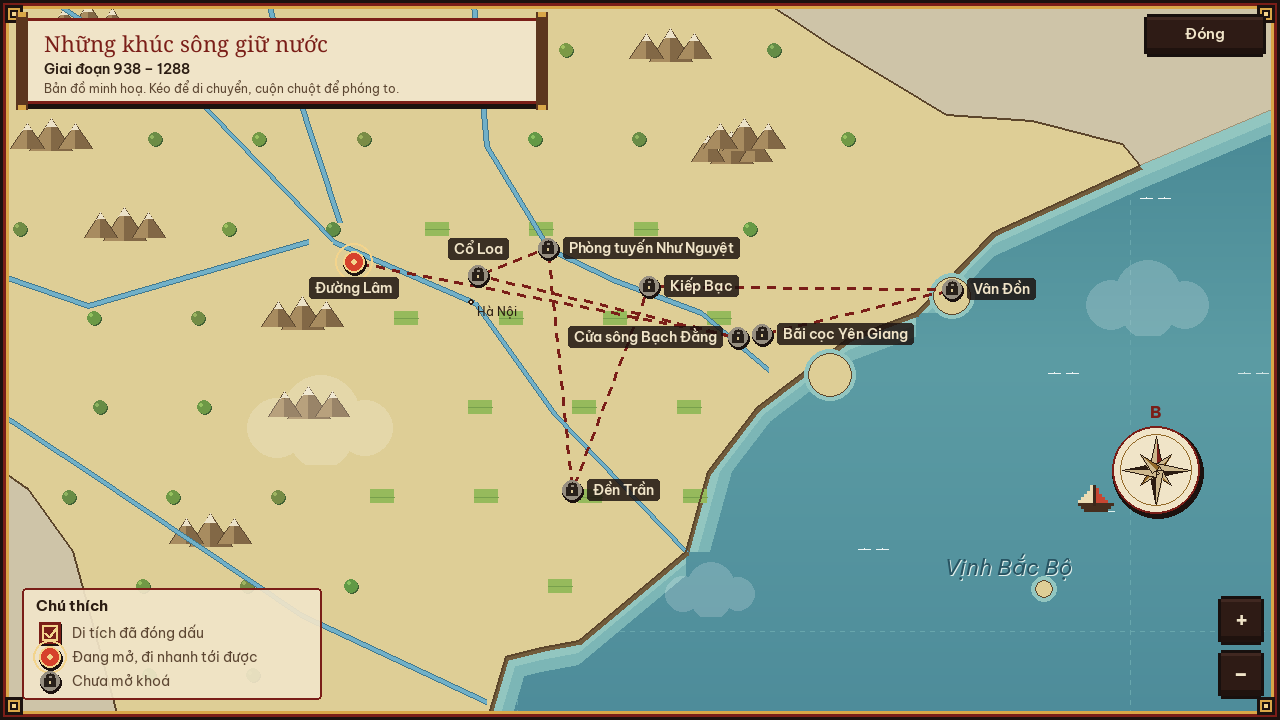 Những khúc sông giữ nước
Giai đoạn 938 – 1288
Bản đồ minh hoạ. Kéo để di chuyển, cuộn chuột để phóng to.
Đóng
Cổ Loa
Phòng tuyến Như Nguyệt
Đường Lâm
Kiếp Bạc
Vân Đồn
Hà Nội
Cửa sông Bạch Đằng
Bãi cọc Yên Giang
B
Đền Trần
Vịnh Bắc Bộ
Chú thích
Di tích đã đóng dấu
Đang mở, đi nhanh tới được
Chưa mở khoá
+
−